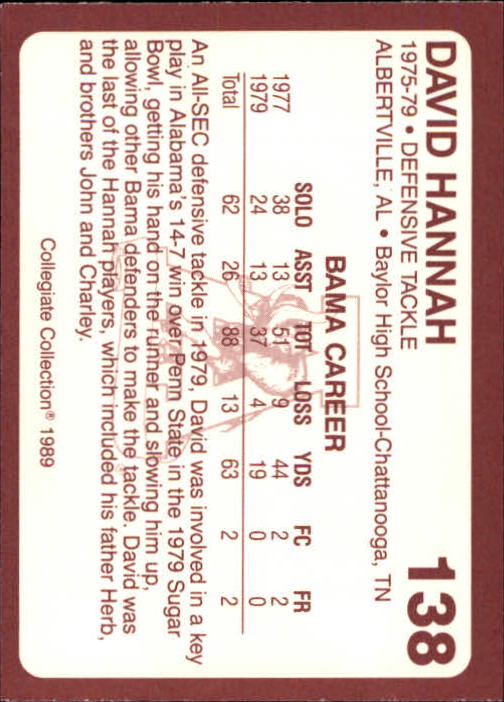 DAVID HANNAH 138
1975-79 • DEFENSIVE TACKLE
ALBERTVILLE, AL • Baylor High School-Chattanooga, TN
BAMA CAREER
SOLO ASST TOT LOSS YDS FC FR
1977 38 13 51 9 44 2 2
1979 24 13 37 4 19 0 0
Total 62 26 88 13 63 2 2
An All-SEC defensive tackle in 1979, David was involved in a key
play in Alabama's 14-7 win over Penn State in the 1979 Sugar
Bowl, getting his hand on the runner and slowing him up,
allowing other Bama defenders to make the tackle. David was
the last of the Hannah players, which included his father Herb,
and brothers John and Charley.
Collegiate Collection® 1989